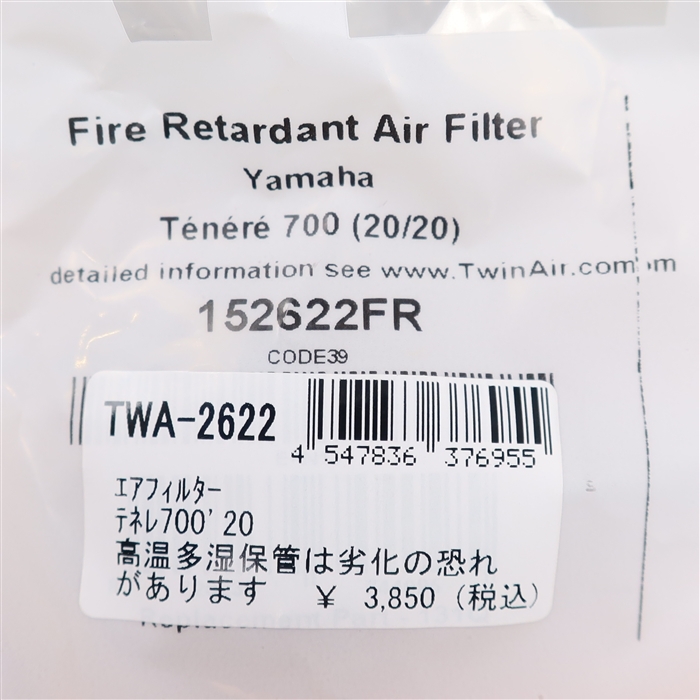 Fire Retardant Air Filter
Yamaha
Ténéré 700 (20/20)
detailed information see www.TwinAir.com
152622FR
CODE39
TWA-2622
4 547836 376955
ｴｱﾌｨﾙﾀｰ
ﾃﾈﾚ700'20
高温多湿保管は劣化の恐れ
があります ￥ 3,850 (税込)